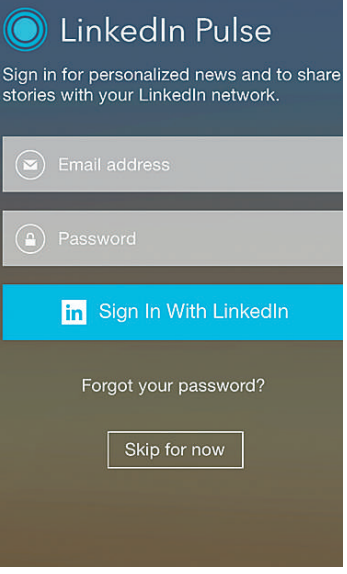 LinkedIn Pulse
Sign in for personalized news and to share
stories with your LinkedIn network.
Email address
Password
in Sign In With LinkedIn
Forgot your password?
Skip for now